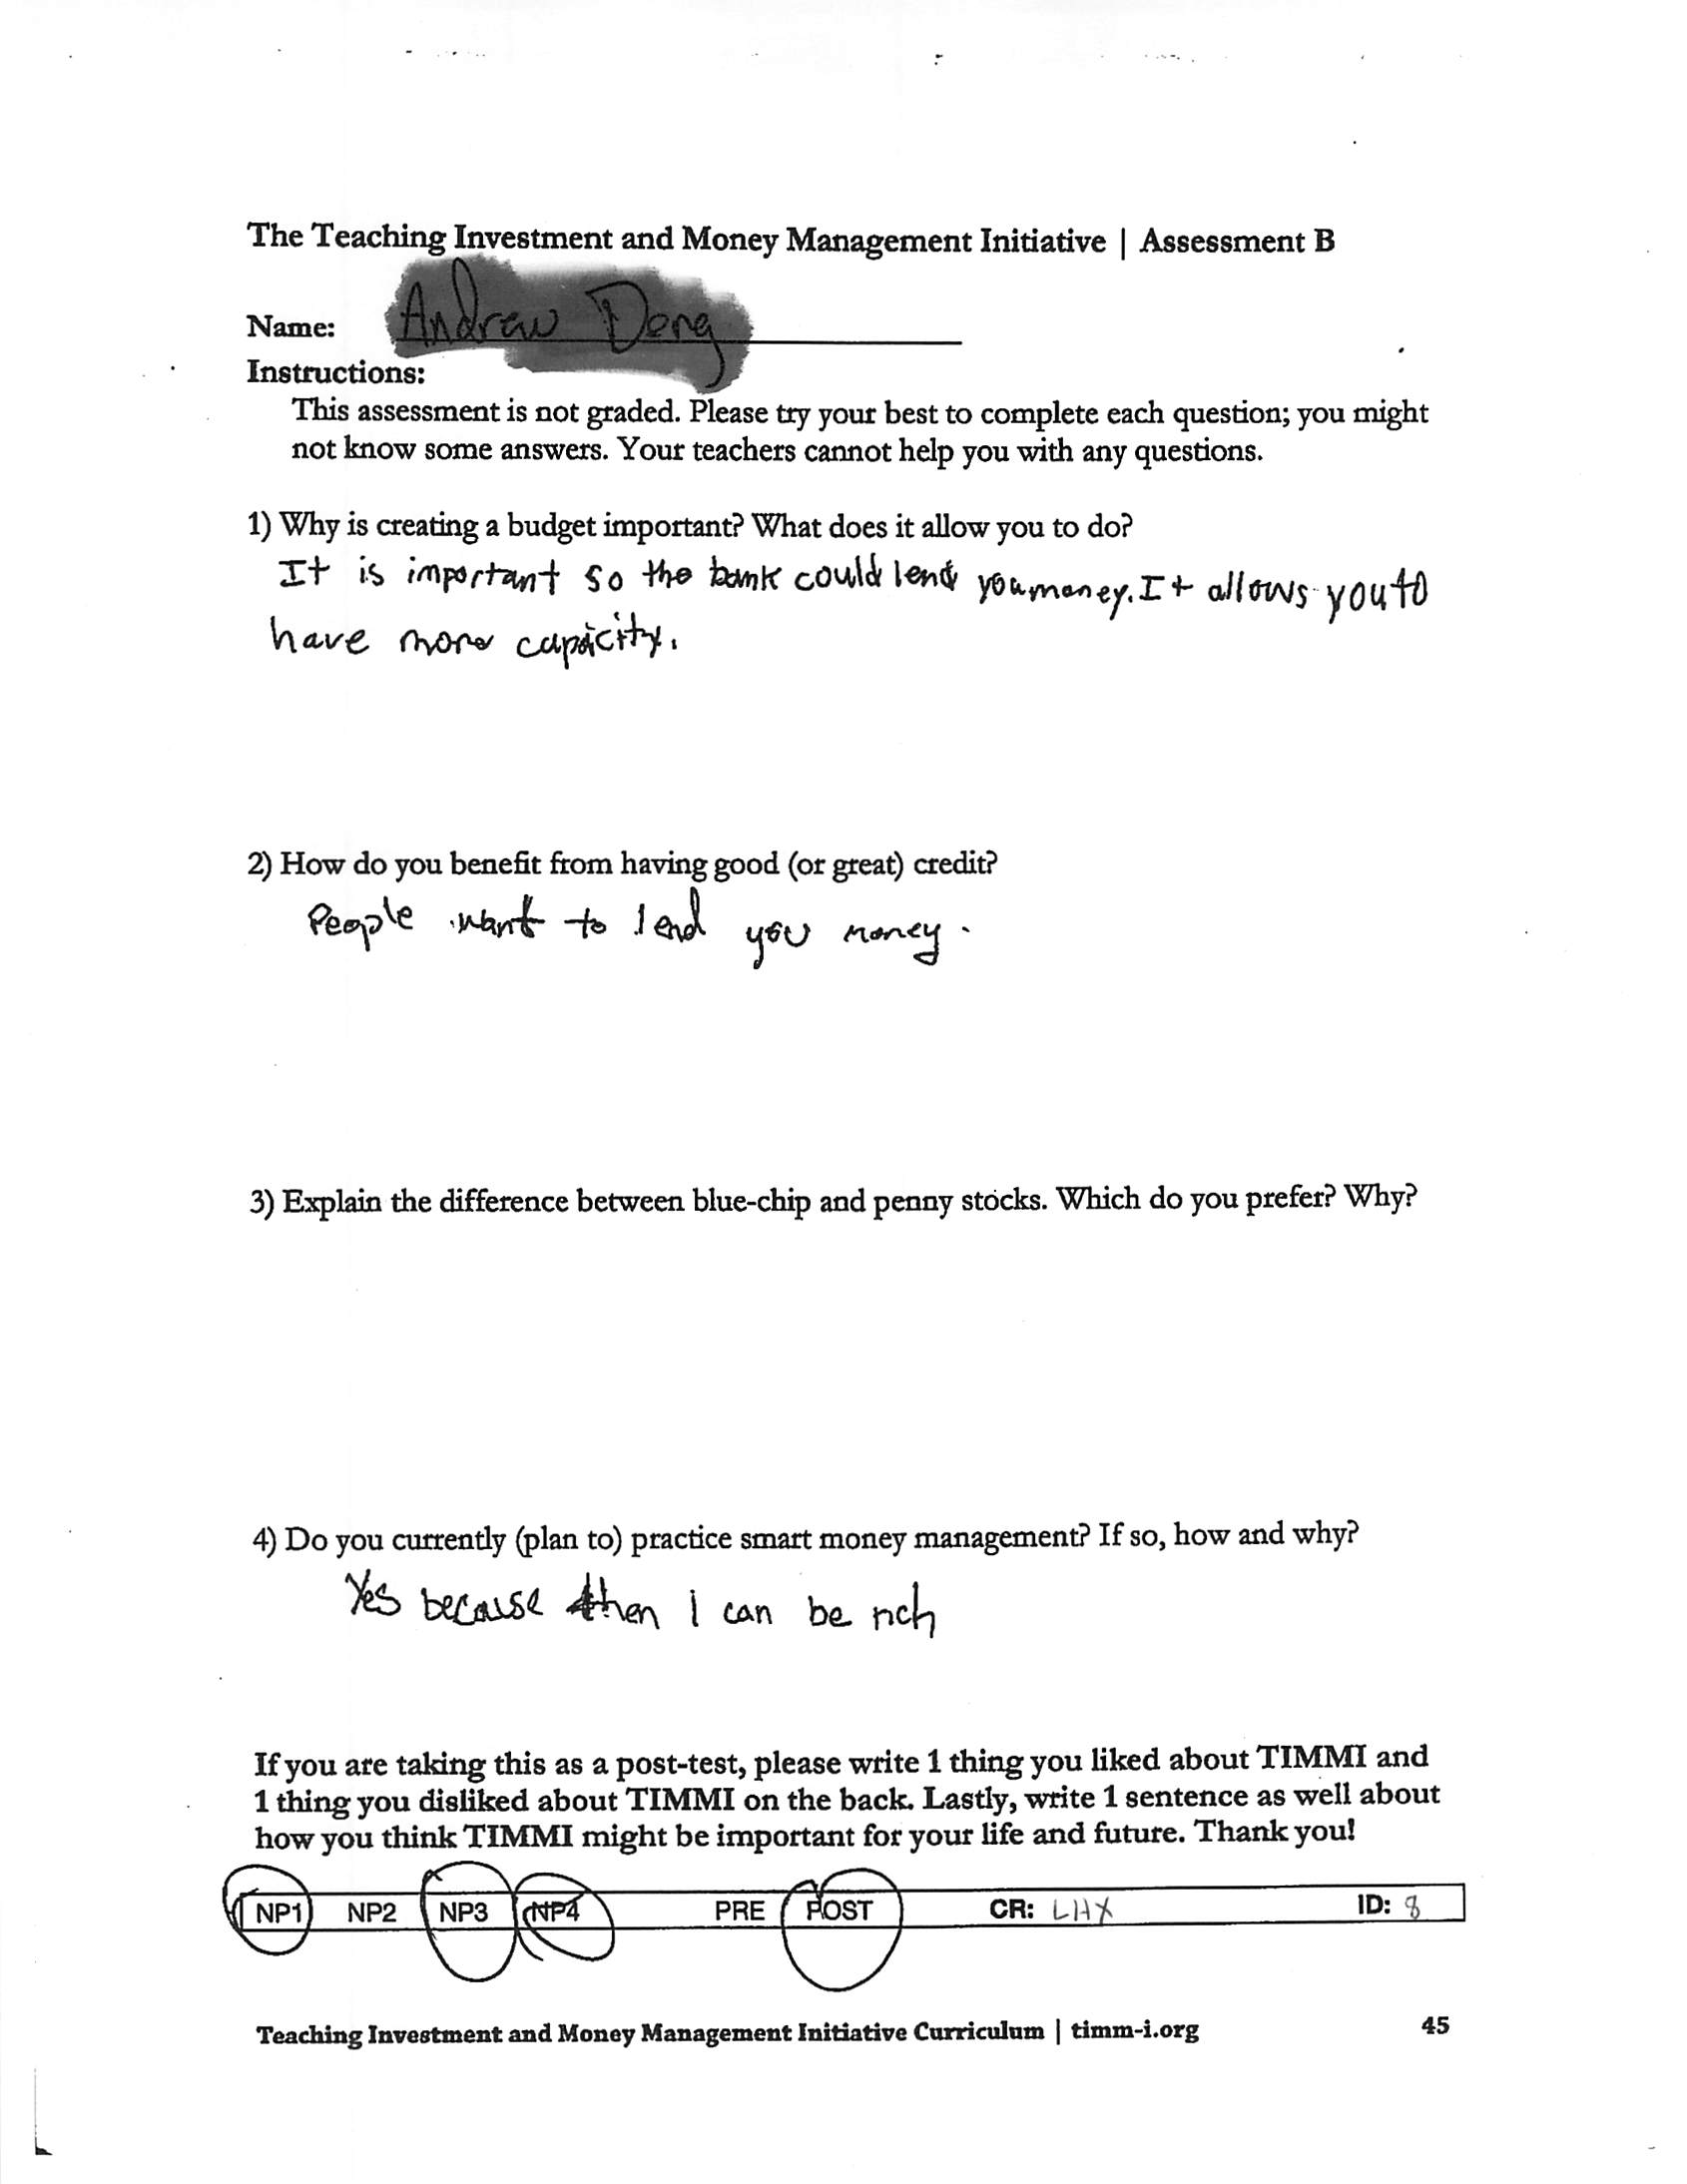 The Teaching Investment and Money Management Initiative | Assessment B
Name: Andrew Deng
Instructions:
This assessment is not graded. Please try your best to complete each question; you might
not know some answers. Your teachers cannot help you with any questions.
1) Why is creating a budget important? What does it allow you to do?
It is important so the bank could lend you money. It allows you to
have more capicity.
2) How do you benefit from having good (or great) credit?
People want to lend you money.
3) Explain the difference between blue-chip and penny stocks. Which do you prefer? Why?
4) Do you currently (plan to) practice smart money management? If so, how and why?
Yes because then I can be rich
If you are taking this as a post-test, please write 1 thing you liked about TIMMI and
1 thing you disliked about TIMMI on the back. Lastly, write 1 sentence as well about
how you think TIMMI might be important for your life and future. Thank you!
NP1 NP2 NP3 NP4 PRE POST CR: LHX ID: 8
Teaching Investment and Money Management Initiative Curriculum | timm-i.org 45